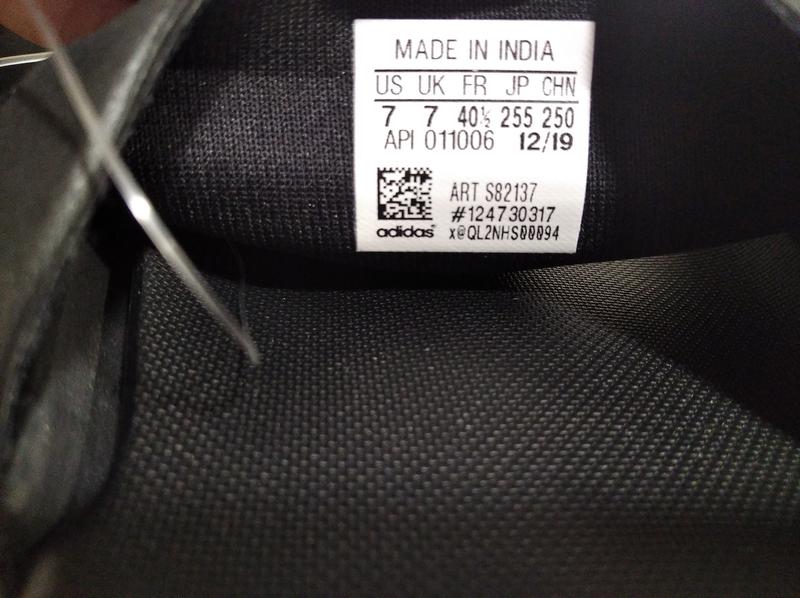 MADE IN INDIA
US UK FR JP CHN
7 7 40½ 255 250
API 011006 12/19
ART S82137
#124730317
adidas x@QL2NHS00094